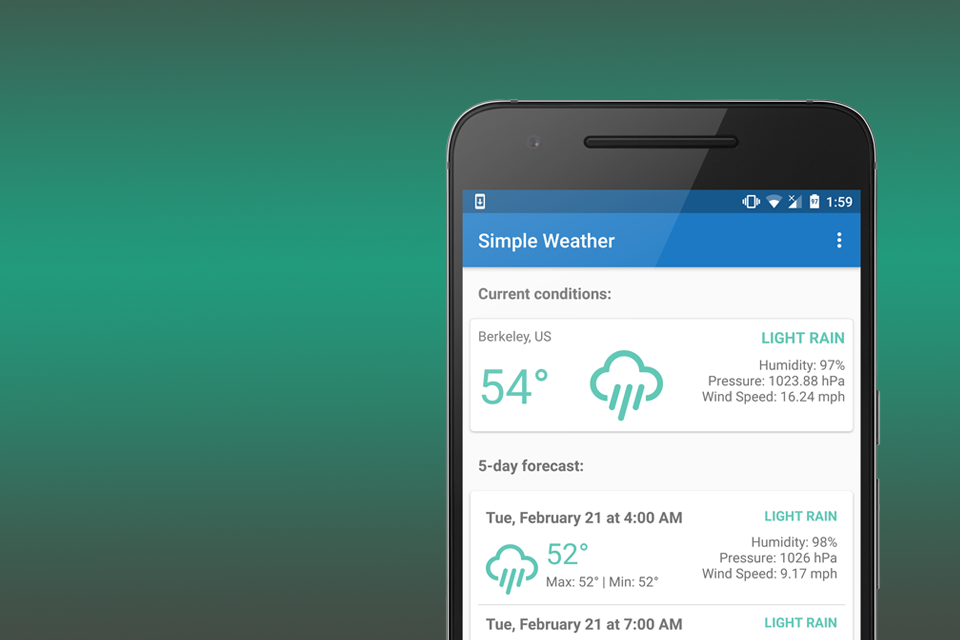 97 1:59
Simple Weather
Current conditions:
Berkeley, US
LIGHT RAIN
54°
Humidity: 97%
Pressure: 1023.88 hPa
Wind Speed: 16.24 mph
5-day forecast:
Tue, February 21 at 4:00 AM
LIGHT RAIN
52°
Max: 52° | Min: 52°
Humidity: 98%
Pressure: 1026 hPa
Wind Speed: 9.17 mph
Tue, February 21 at 7:00 AM
LIGHT RAIN